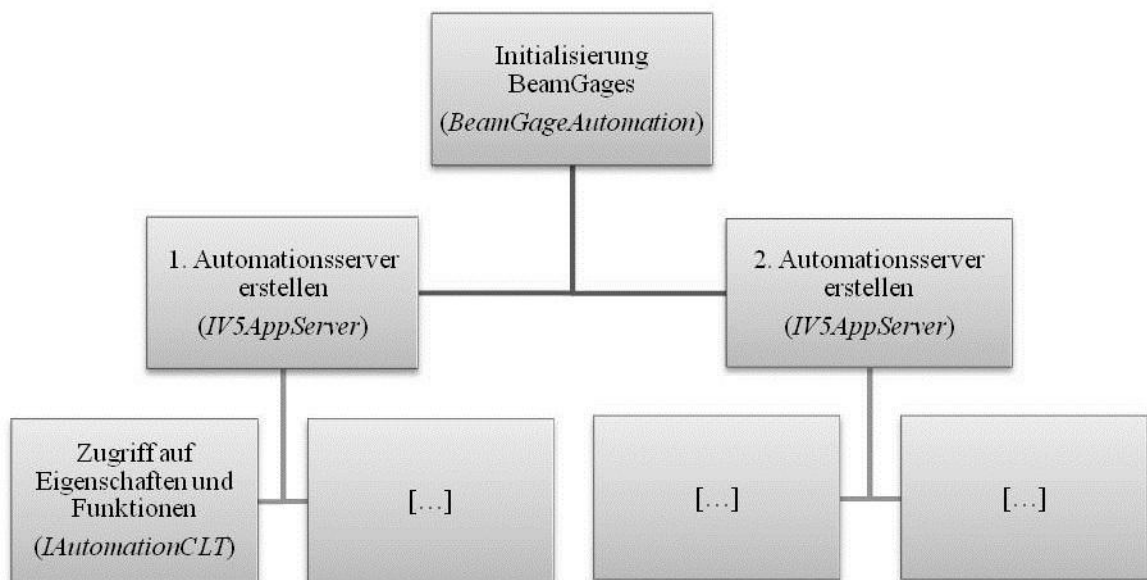 Initialisierung
BeamGages
(BeamGageAutomation)
1. Automationsserver
erstellen
(IV5AppServer)
2. Automationsserver
erstellen
(IV5AppServer)
Zugriff auf
Eigenschaften und
Funktionen
(IAutomationCLT)
[…]
[…]
[…]